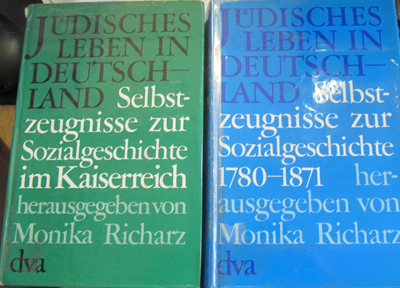 JÜDISCHES
LEBEN IN
DEUTSCH-
LAND Selbst-
zeugnisse zur
Sozialgeschichte
im Kaiserreich
herausgegeben von
Monika Richarz
dva
JÜDISCHES
LEBEN IN
DEUTSCH-
LAND Selbst-
zeugnisse zur
Sozialgeschichte
1780–1871 her-
ausgegeben von
Monika Richarz
dva